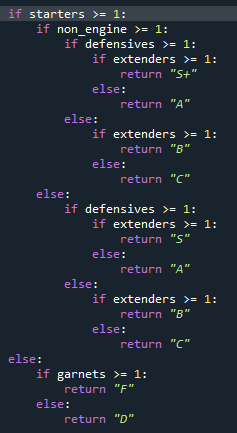 if starters >= 1:
    if non_engine >= 1:
        if defensives >= 1:
            if extenders >= 1:
                return "S+"
            else:
                return "A"
        else:
            if extenders >= 1:
                return "B"
            else:
                return "C"
    else:
        if defensives >= 1:
            if extenders >= 1:
                return "S"
            else:
                return "A"
        else:
            if extenders >= 1:
                return "B"
            else:
                return "C"
else:
    if garnets >= 1:
        return "F"
    else:
        return "D"